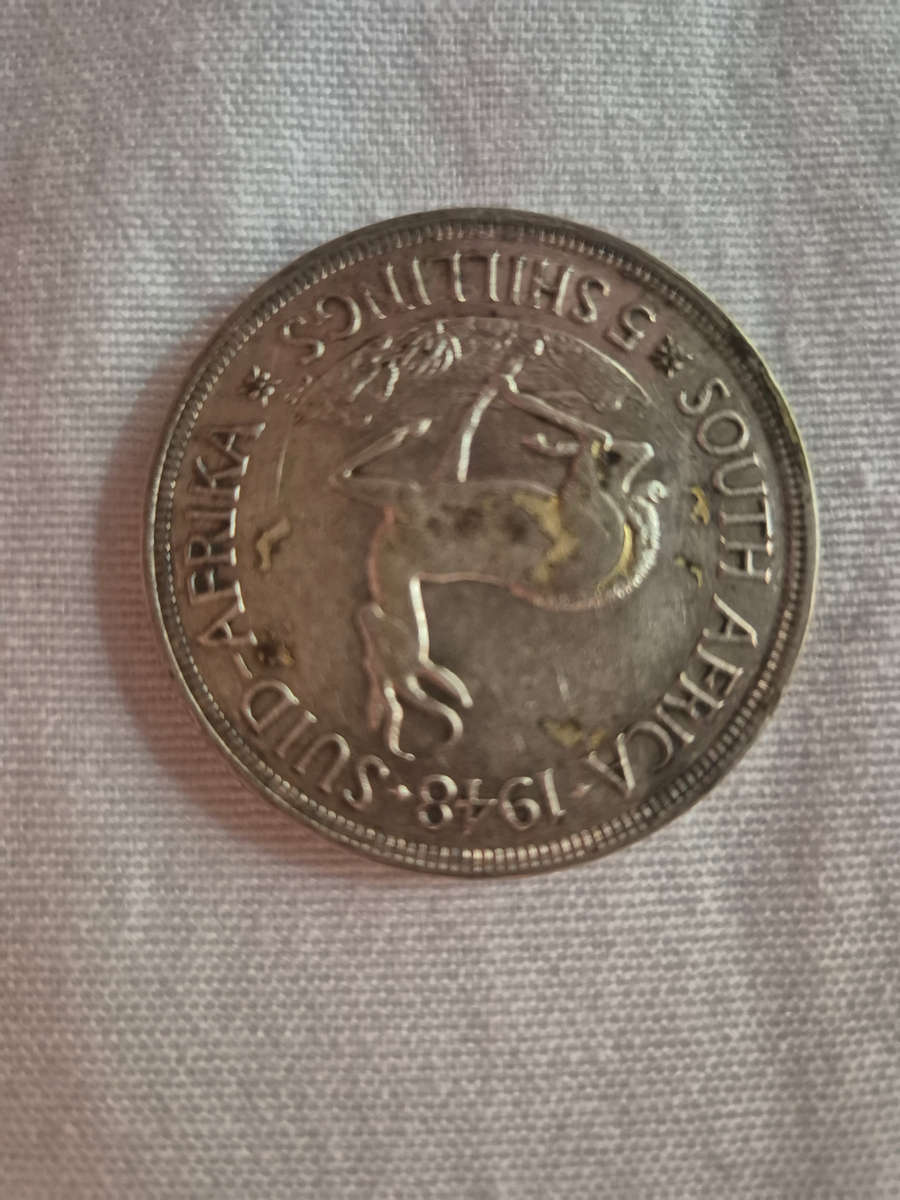 SOUTH AFRICA · 1948 · SUID-AFRIKA
5 SHILLINGS